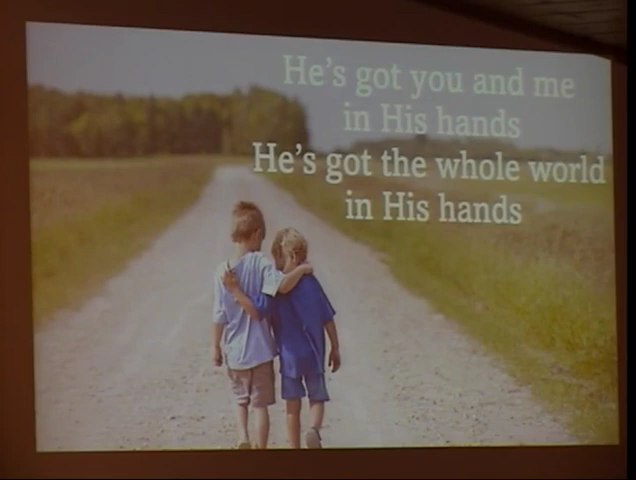 He's got you and me
in His hands
He's got the whole world
in His hands